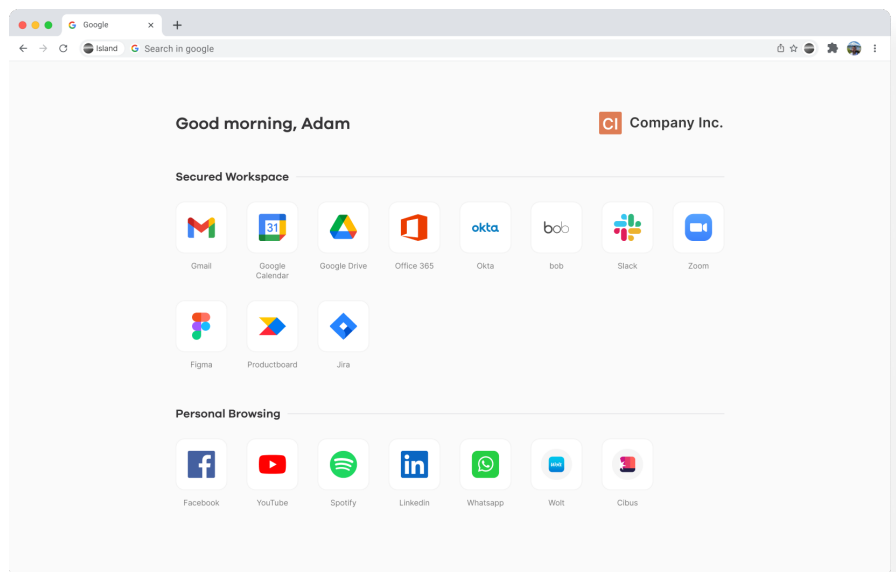 Google
Island
Search in google
Good morning, Adam
CI Company Inc.
Secured Workspace
31
okta
bob
Gmail
Google
Calendar
Google Drive
Office 365
Okta
bob
Slack
Zoom
Figma
Productboard
Jira
Personal Browsing
f
in
Wolt
Facebook
YouTube
Spotify
Linkedin
Whatsapp
Wolt
Cibus